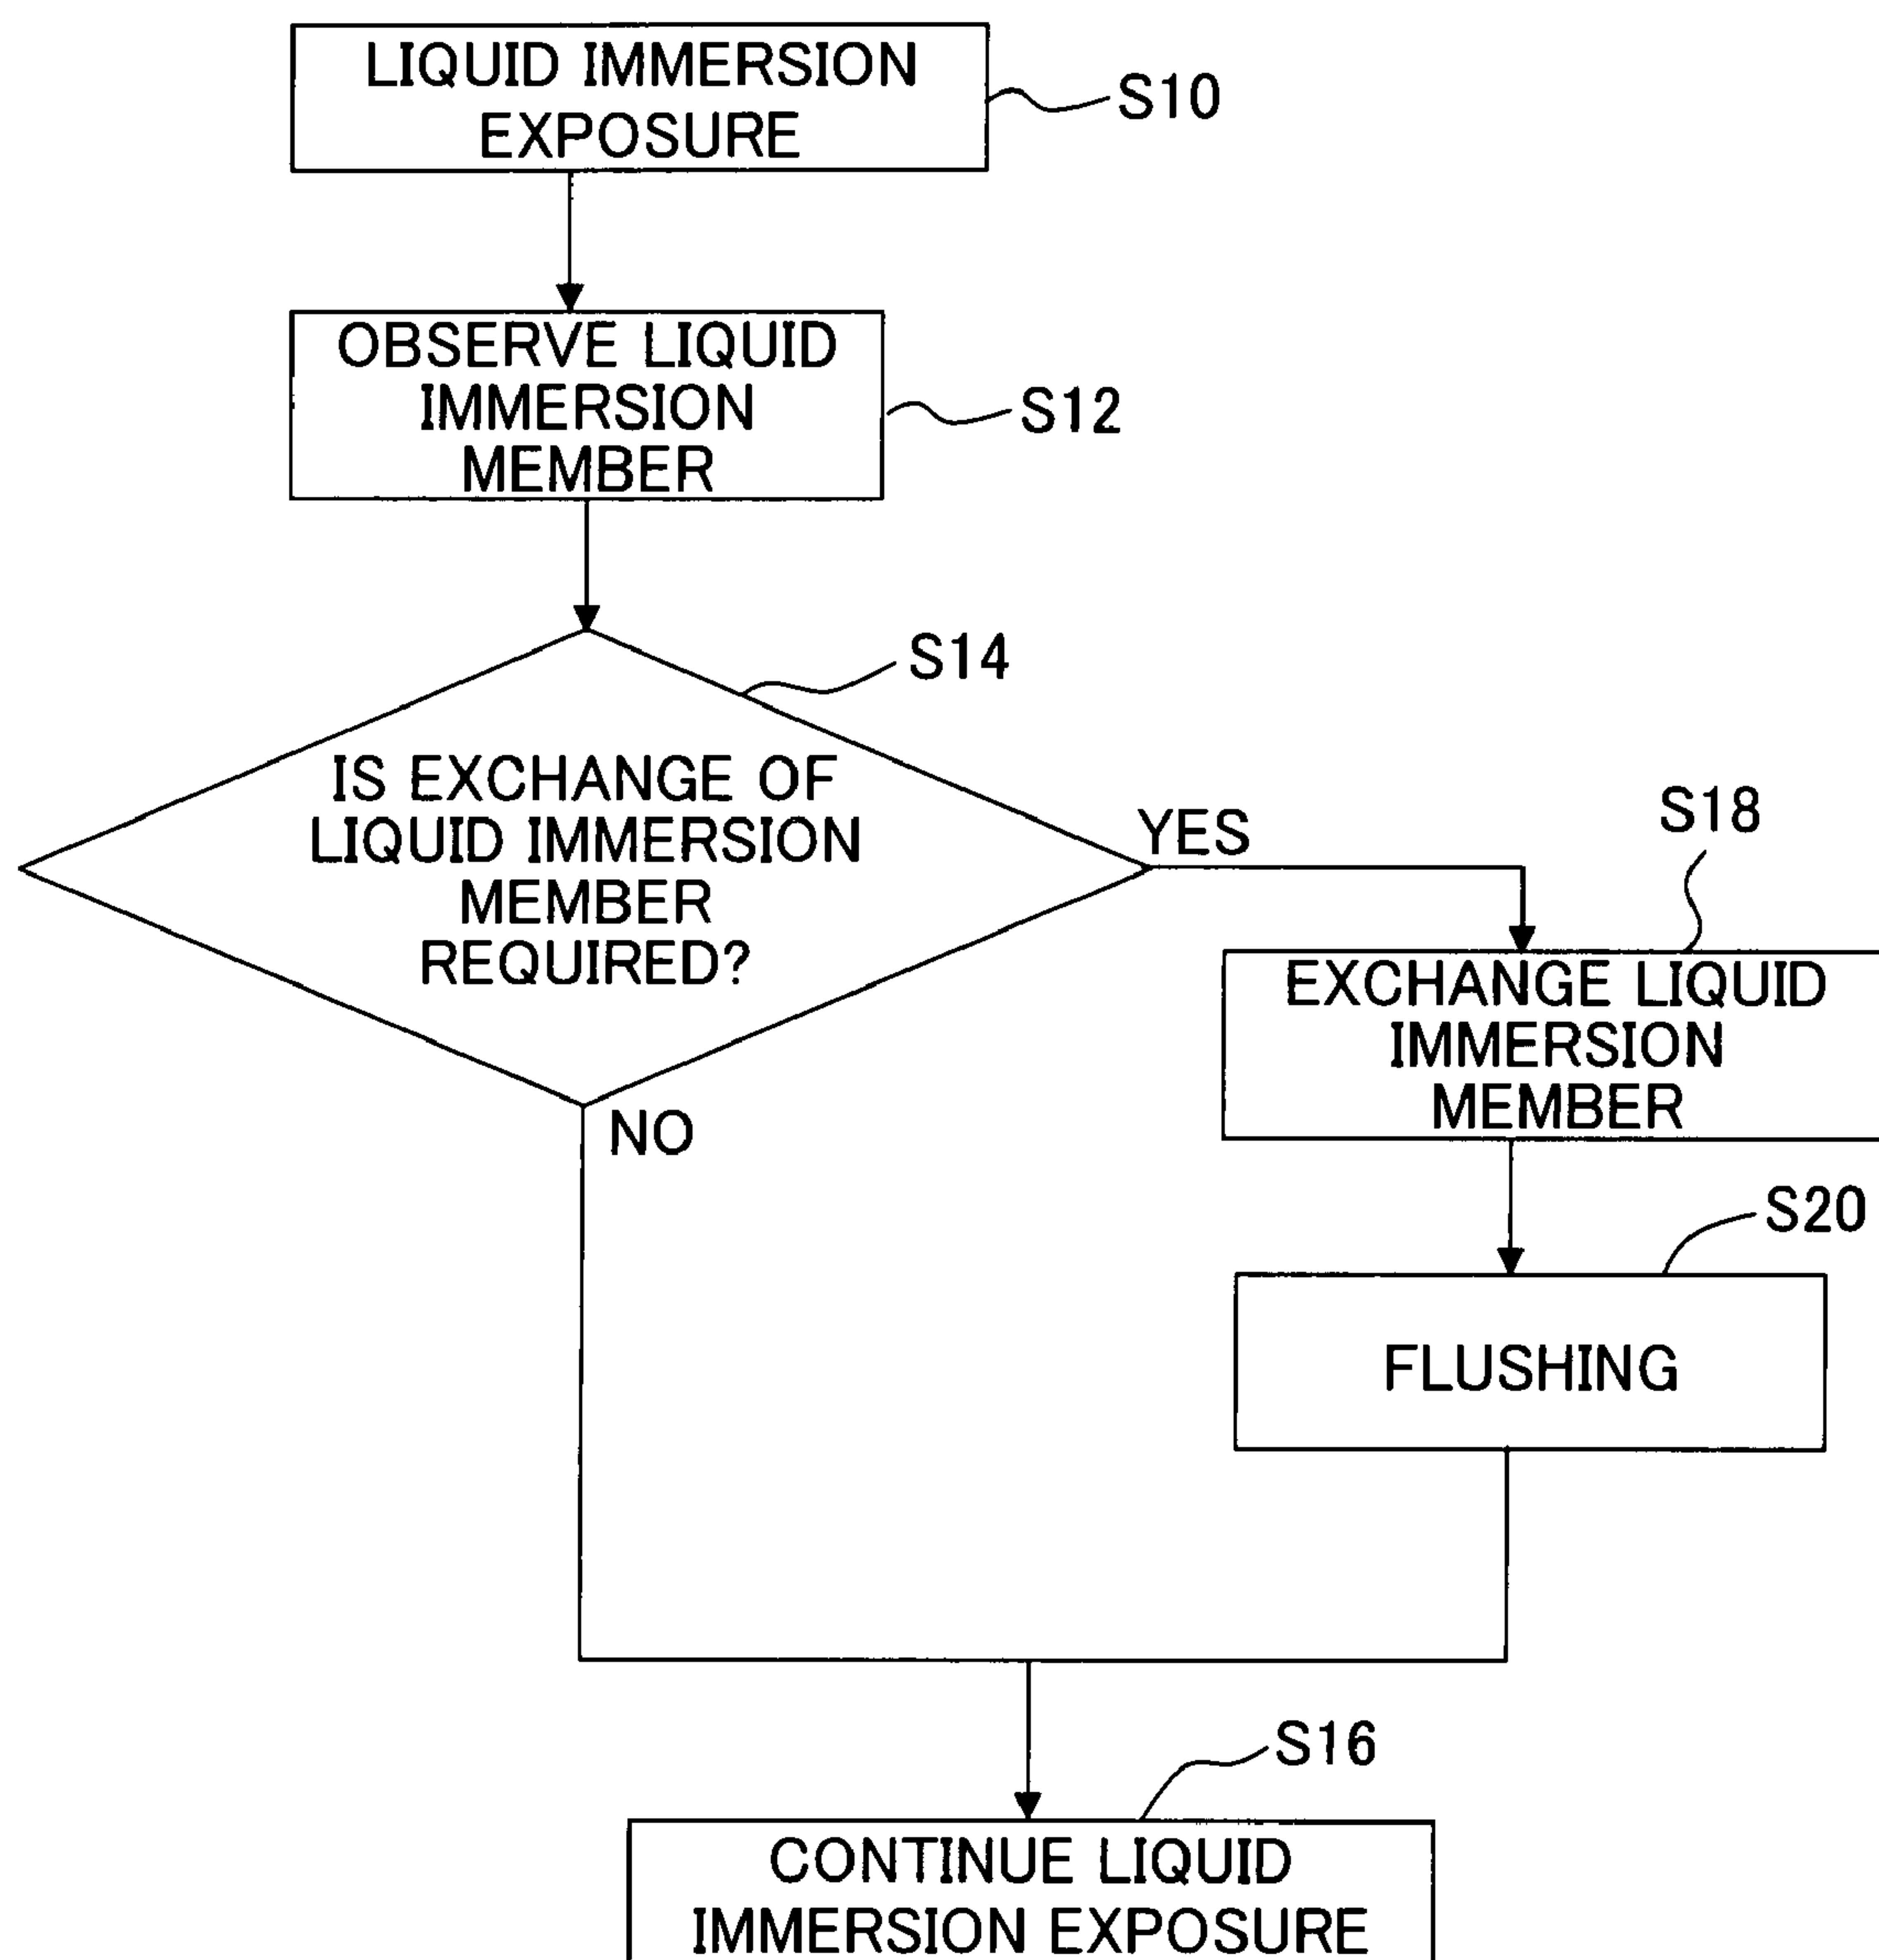 LIQUID IMMERSION
EXPOSURE
S10
OBSERVE LIQUID
IMMERSION
MEMBER
S12
S14
IS EXCHANGE OF
LIQUID IMMERSION
MEMBER
REQUIRED?
YES
NO
S18
EXCHANGE LIQUID
IMMERSION
MEMBER
S20
FLUSHING
S16
CONTINUE LIQUID
IMMERSION EXPOSURE